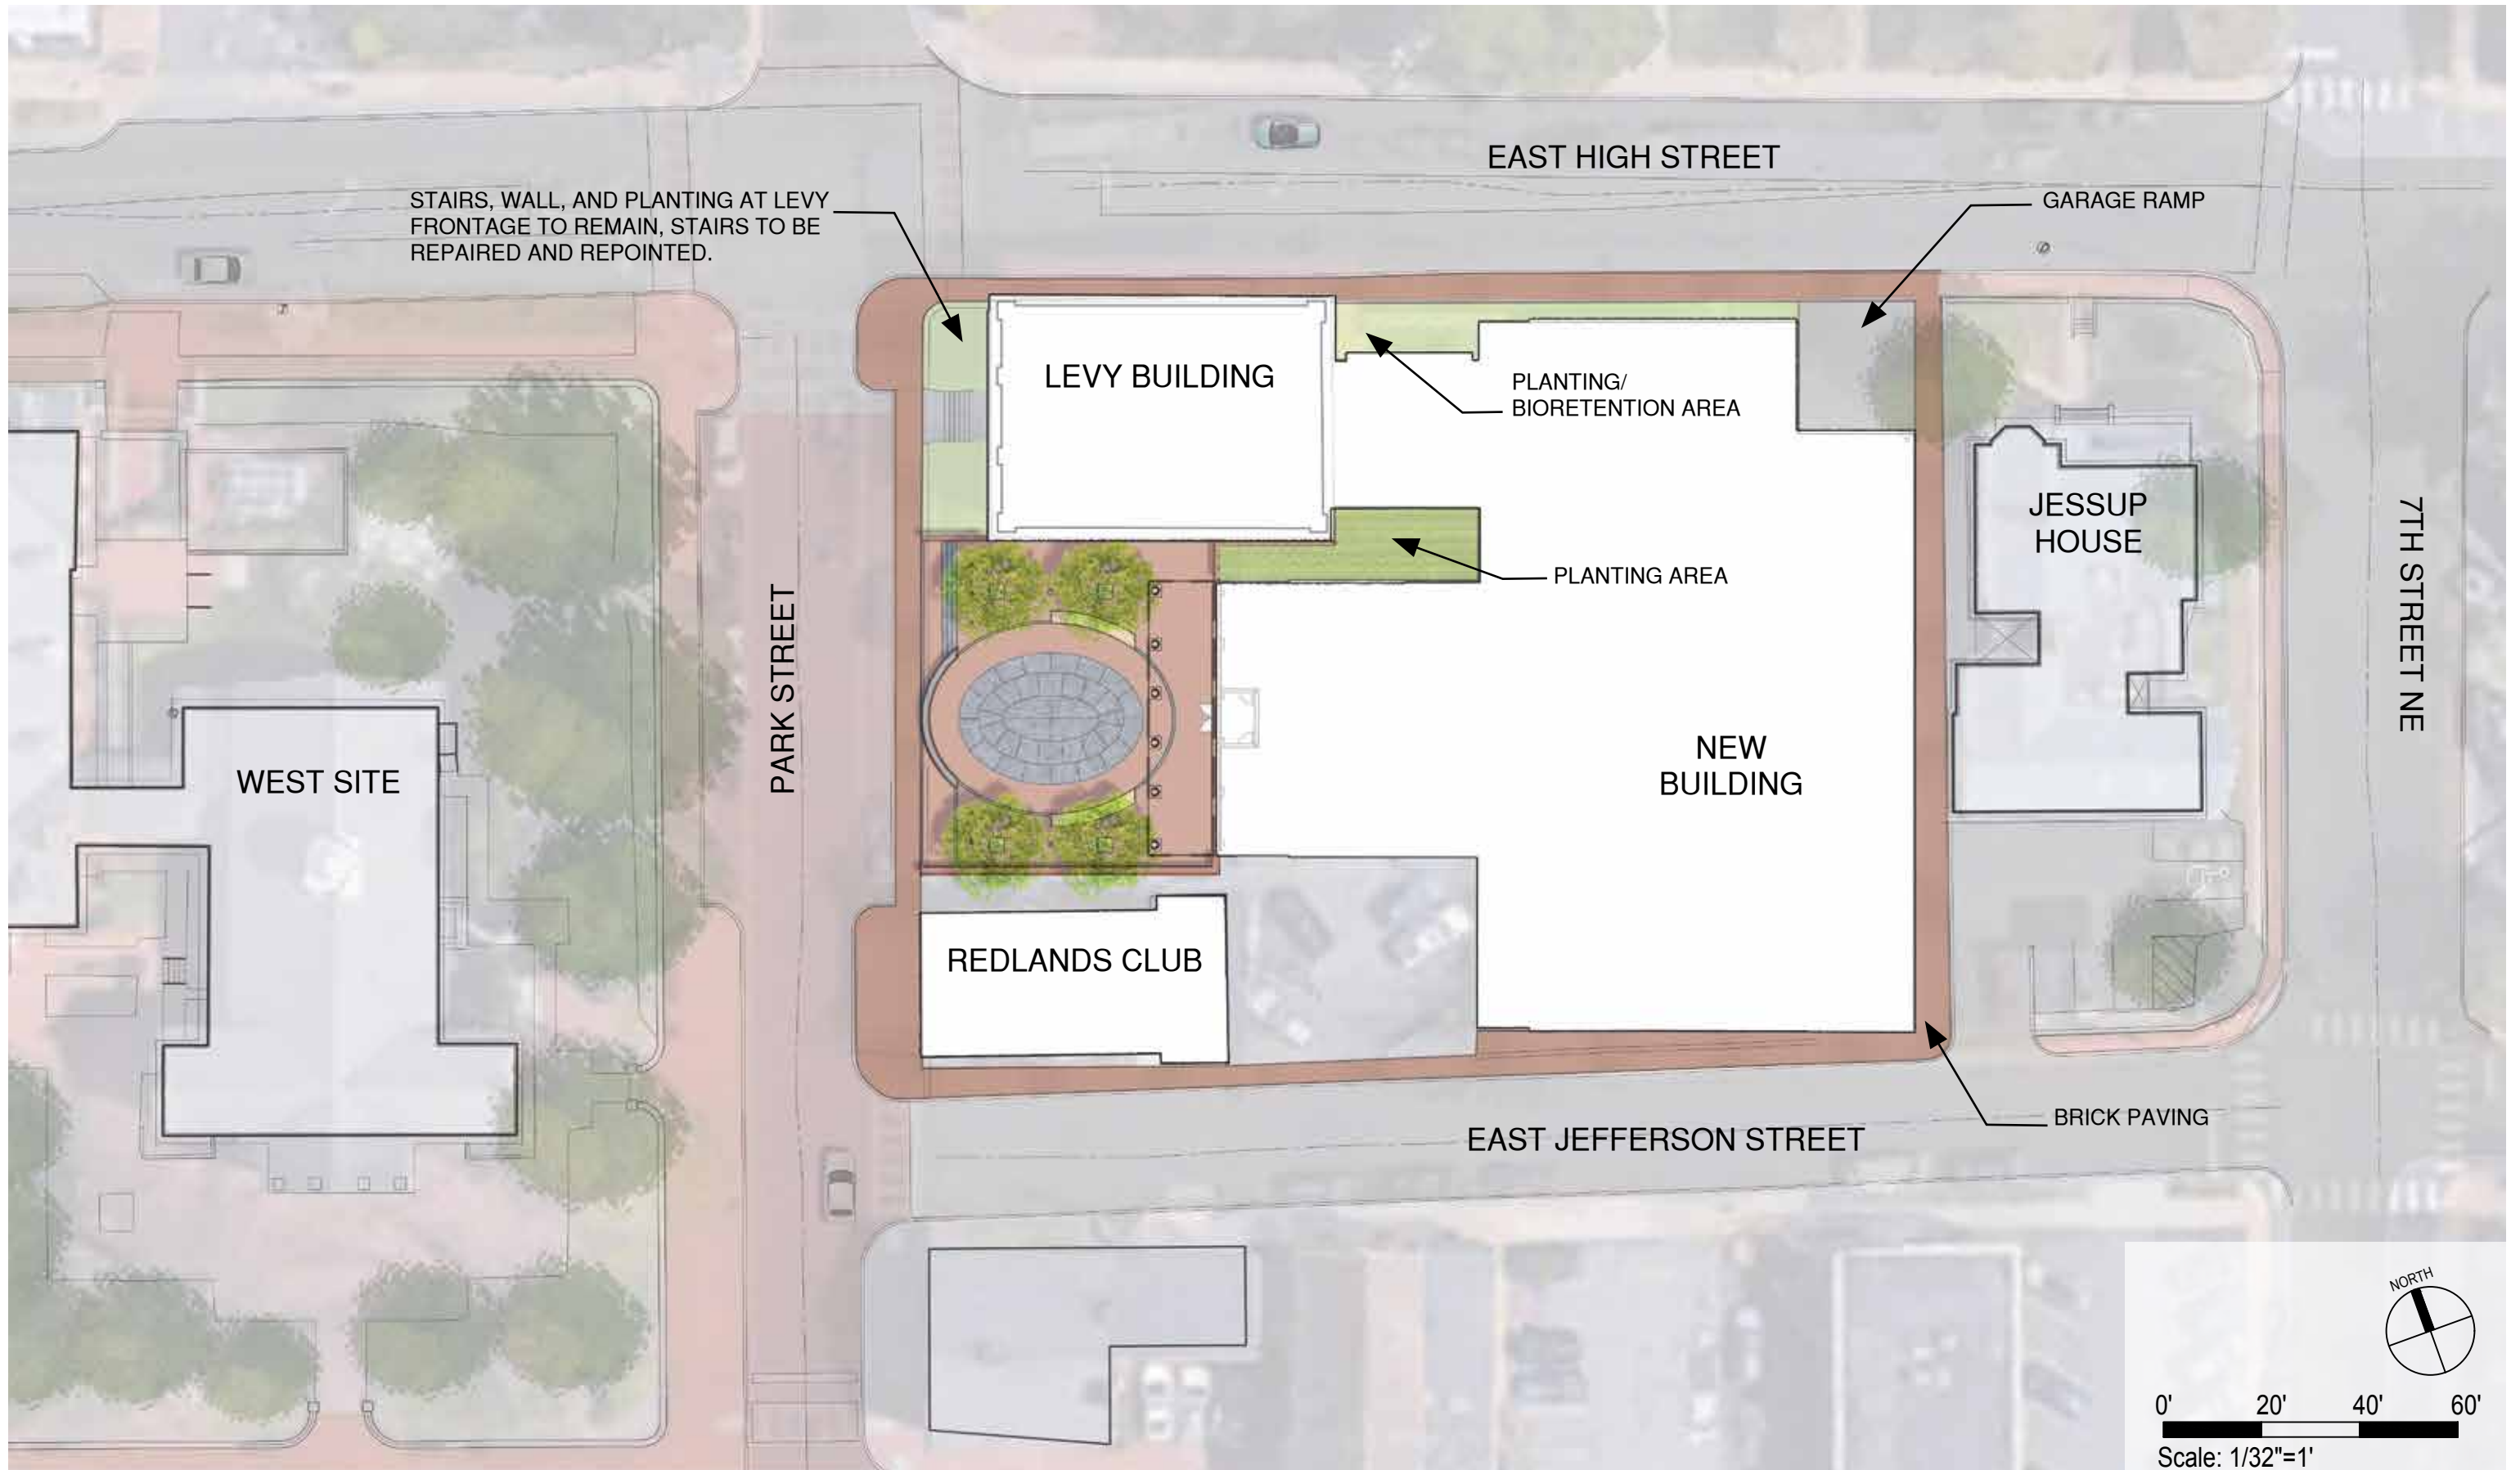 EAST HIGH STREET
STAIRS, WALL, AND PLANTING AT LEVY
FRONTAGE TO REMAIN, STAIRS TO BE
REPAIRED AND REPOINTED.
GARAGE RAMP
LEVY BUILDING
PLANTING/
BIORETENTION AREA
JESSUP
HOUSE
7TH STREET NE
PLANTING AREA
PARK STREET
WEST SITE
NEW
BUILDING
REDLANDS CLUB
BRICK PAVING
EAST JEFFERSON STREET
NORTH
0' 20' 40' 60'
Scale: 1/32"=1'